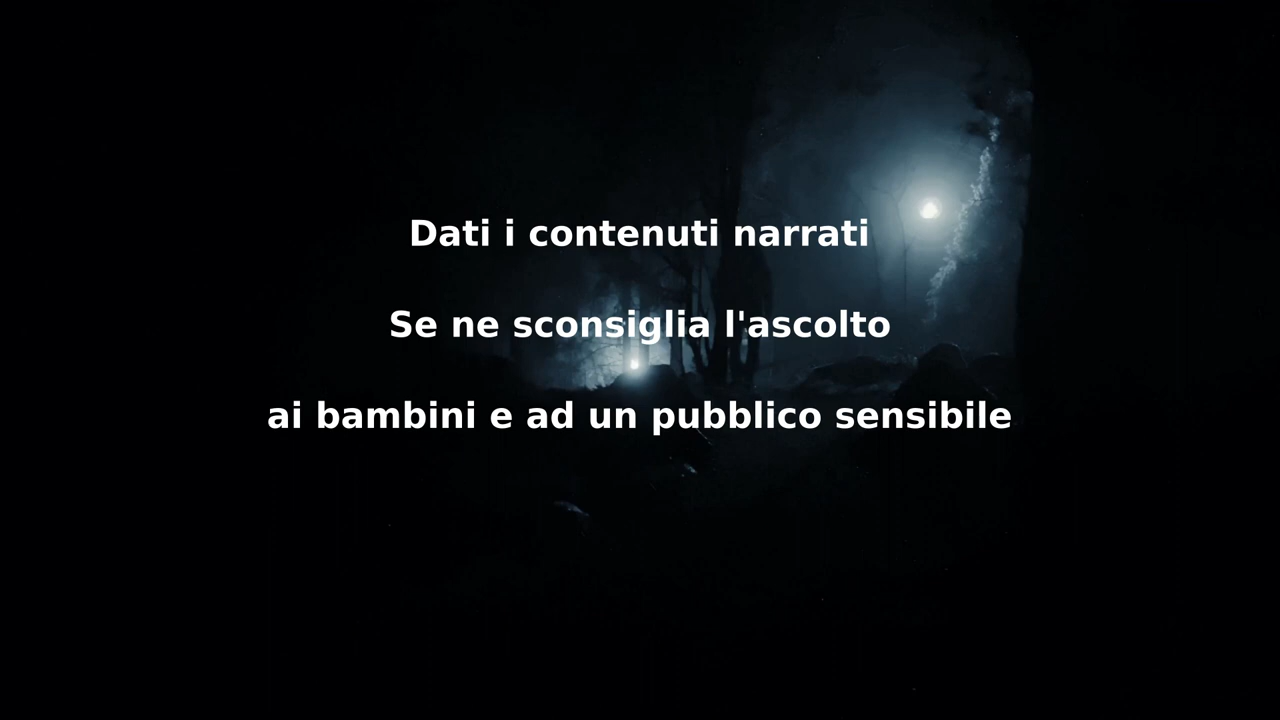 Dati i contenuti narrati
Se ne sconsiglia l'ascolto
ai bambini e ad un pubblico sensibile